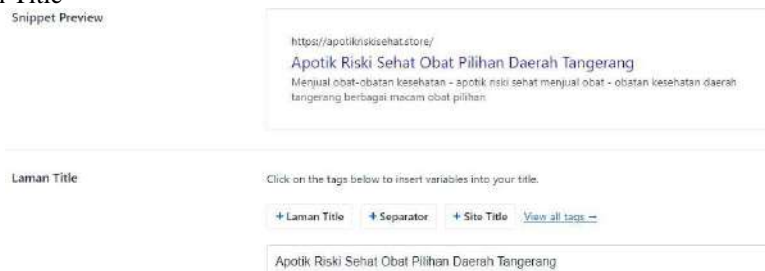 Snippet Preview
https://apotikriskisehat.store/
Apotik Riski Sehat Obat Pilihan Daerah Tangerang
Menjual obat-obatan kesehatan - apotik riski sehat menjual obat - obatan kesehatan daerah
tangerang berbagai macam obat pilihan
Laman Title
Click on the tags below to insert variables into your title.
+ Laman Title + Separator + Site Title View all tags →
Apotik Riski Sehat Obat Pilihan Daerah Tangerang